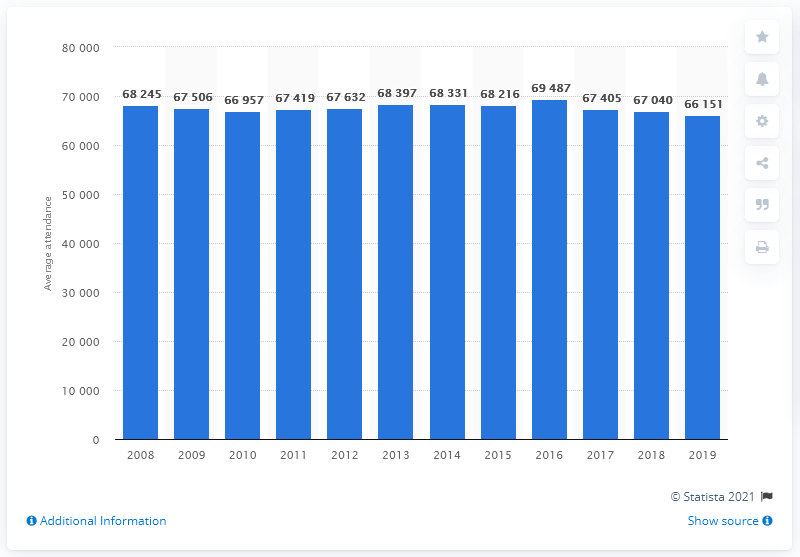 80 000
70 000
60 000
50 000
40 000
30 000
20 000
10 000
0
Average attendance
68 245 67 506 66 957 67 419 67 632 68 397 68 331 68 216 69 487 67 405 67 040 66 151
2008 2009 2010 2011 2012 2013 2014 2015 2016 2017 2018 2019
© Statista 2021
Additional Information
Show source